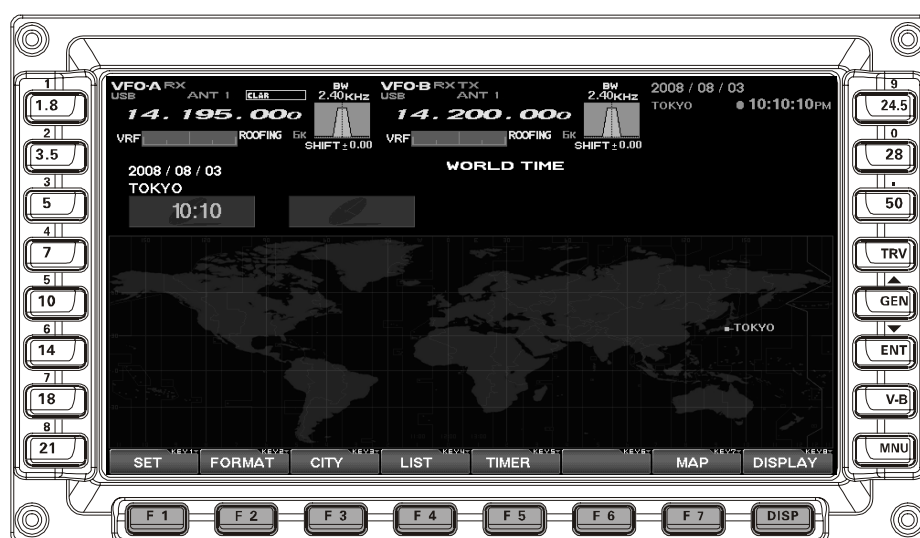 VFO-A RX
USB ANT 1 CLAR
BW
2.40KHz
14. 195. 000
VRF ROOFING 6K
SHIFT ± 0.00
VFO-B RX TX
USB ANT 1
BW
2.40KHz
14. 200. 000
VRF ROOFING 6K
SHIFT ± 0.00
2008 / 08 / 03
TOKYO 10:10:10PM
WORLD TIME
2008 / 08 / 03
TOKYO
10:10
TOKYO
KEY1 KEY2 KEY3 KEY4 KEY5 KEY6 KEY7 KEY8
SET FORMAT CITY LIST TIMER MAP DISPLAY
1
1.8
2
3.5
3
5
4
7
5
10
6
14
7
18
8
21
9
24.5
0
28
.
50
TRV
▲
GEN
▼
ENT
V-B
MNU
F 1 F 2 F 3 F 4 F 5 F 6 F 7 DISP